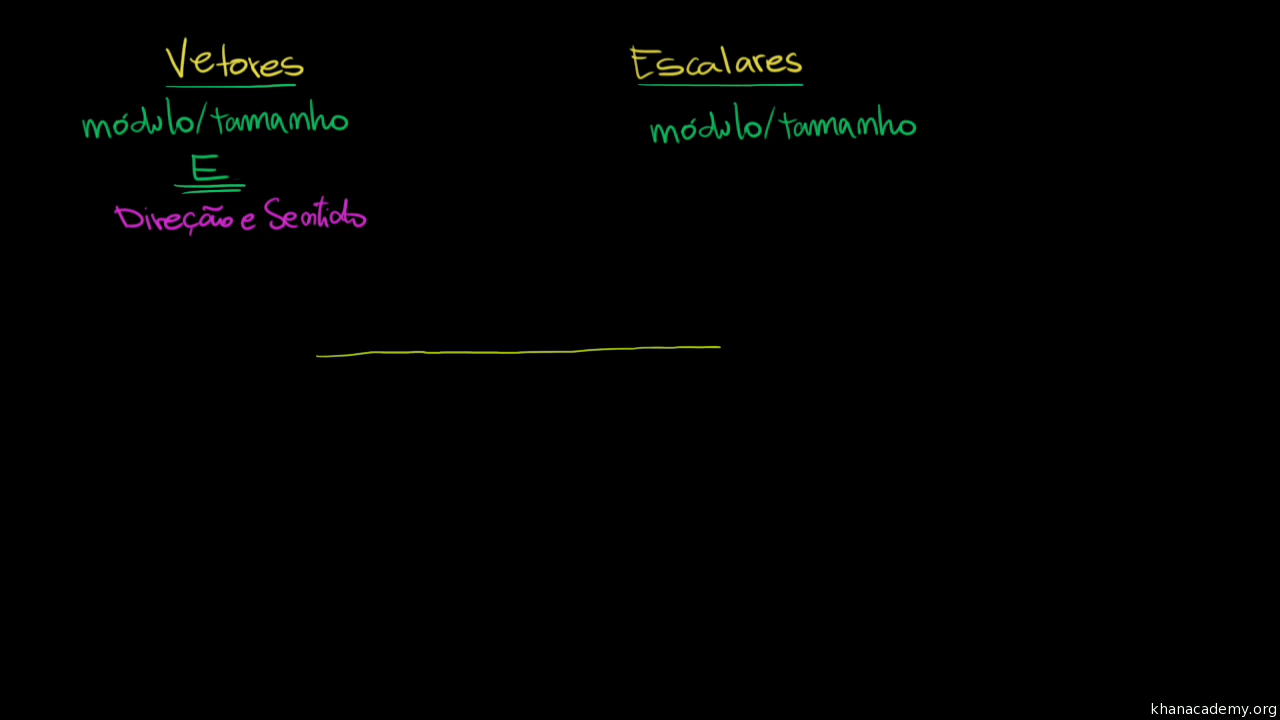 Vetores
módulo/tamanho
E
Direção e Sentido
Escalares
módulo/tamanho
khanacademy.org